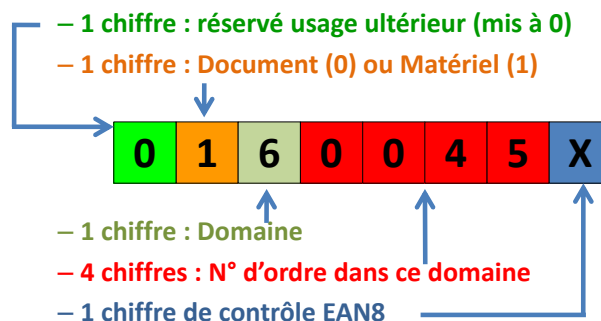 – 1 chiffre : réservé usage ultérieur (mis à 0)
– 1 chiffre : Document (0) ou Matériel (1)
0 1 6 0 0 4 5 X
– 1 chiffre : Domaine
– 4 chiffres : N° d’ordre dans ce domaine
– 1 chiffre de contrôle EAN8